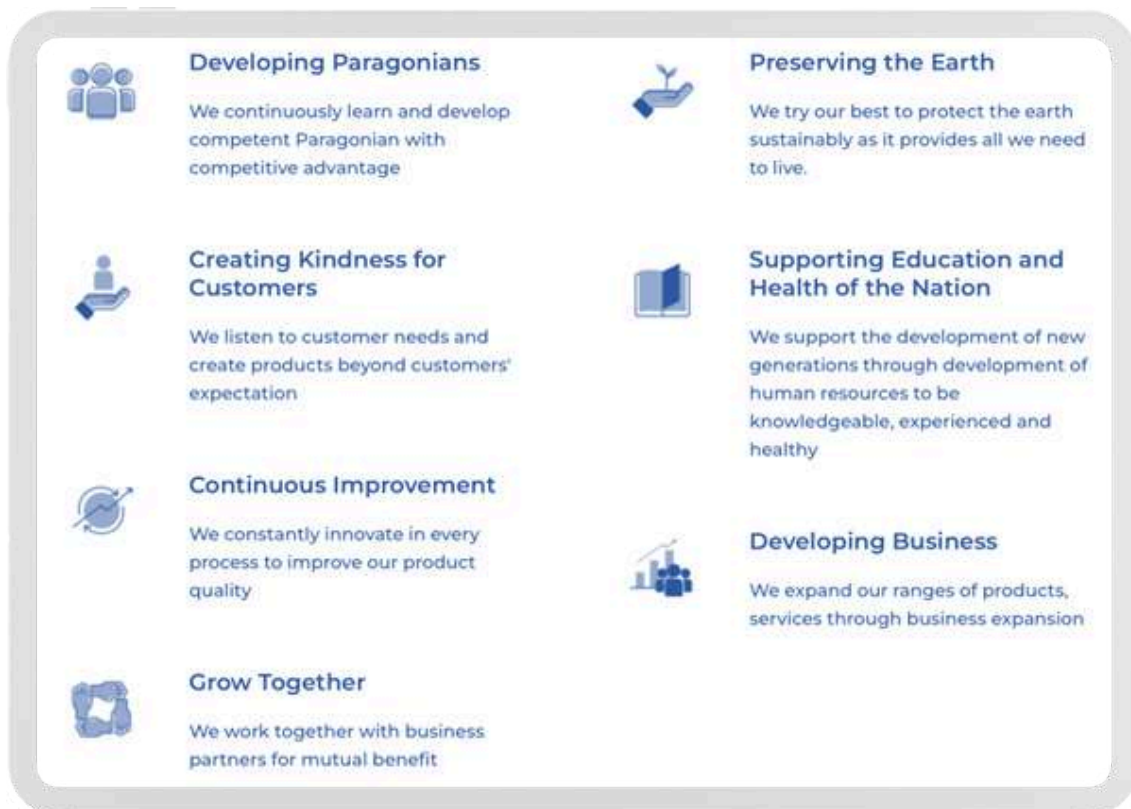 Developing Paragonians
We continuously learn and develop
competent Paragonian with
competitive advantage
Creating Kindness for
Customers
We listen to customer needs and
create products beyond customers'
expectation
Continuous Improvement
We constantly innovate in every
process to improve our product
quality
Grow Together
We work together with business
partners for mutual benefit
Preserving the Earth
We try our best to protect the earth
sustainably as it provides all we need
to live.
Supporting Education and
Health of the Nation
We support the development of new
generations through development of
human resources to be
knowledgeable, experienced and
healthy
Developing Business
We expand our ranges of products,
services through business expansion